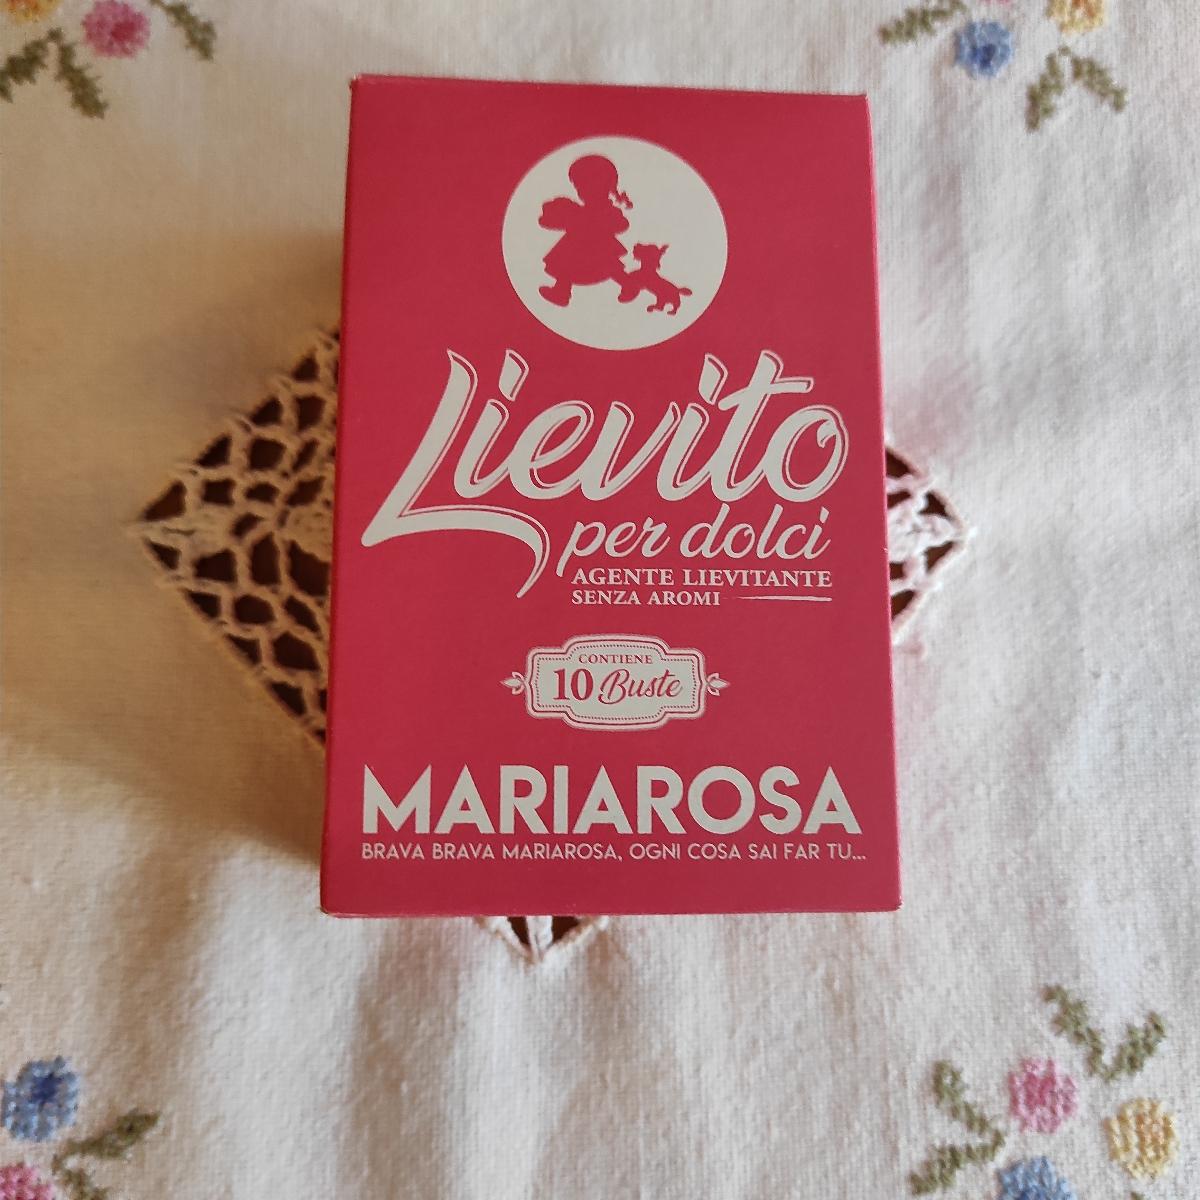 Lievito
per dolci
AGENTE LIEVITANTE
SENZA AROMI
CONTIENE
10 Buste
MARIAROSA
BRAVA BRAVA MARIAROSA, OGNI COSA SAI FAR TU...